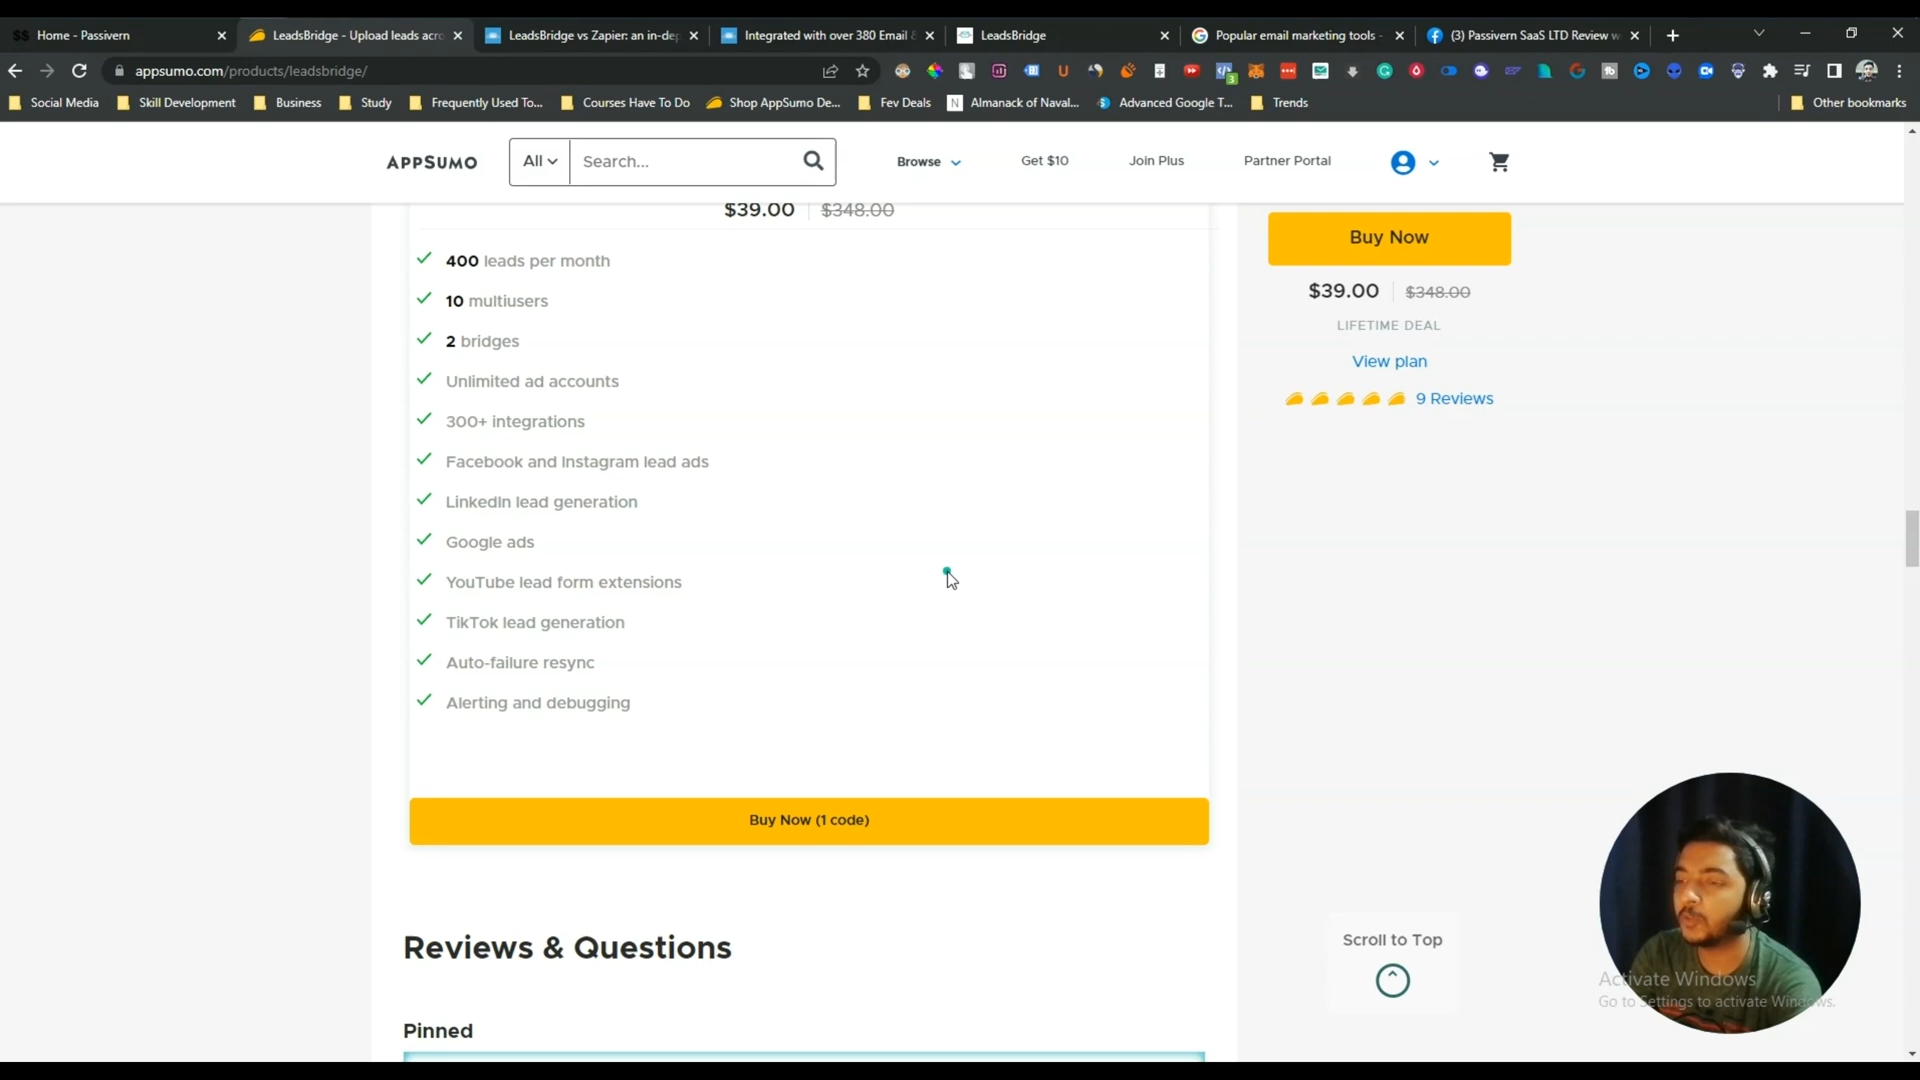 Home - Passivern
LeadsBridge - Upload leads acro
LeadsBridge vs Zapier: an in-dep
Integrated with over 380 Email &
LeadsBridge
Popular email marketing tools -
(3) Passivern SaaS LTD Review w
appsumo.com/products/leadsbridge/
Social Media
Skill Development
Business
Study
Frequently Used To...
Courses Have To Do
Shop AppSumo De...
Fev Deals
Almanack of Naval...
Advanced Google T...
Trends
Other bookmarks
APPSUMO
All
Search...
Browse
Get $10
Join Plus
Partner Portal
$39.00 $348.00
400 leads per month
10 multiusers
2 bridges
Unlimited ad accounts
300+ integrations
Facebook and Instagram lead ads
LinkedIn lead generation
Google ads
YouTube lead form extensions
TikTok lead generation
Auto-failure resync
Alerting and debugging
Buy Now (1 code)
Buy Now
$39.00 $348.00
LIFETIME DEAL
View plan
9 Reviews
Reviews & Questions
Pinned
Scroll to Top
Activate Windows
Go to Settings to activate Windows.